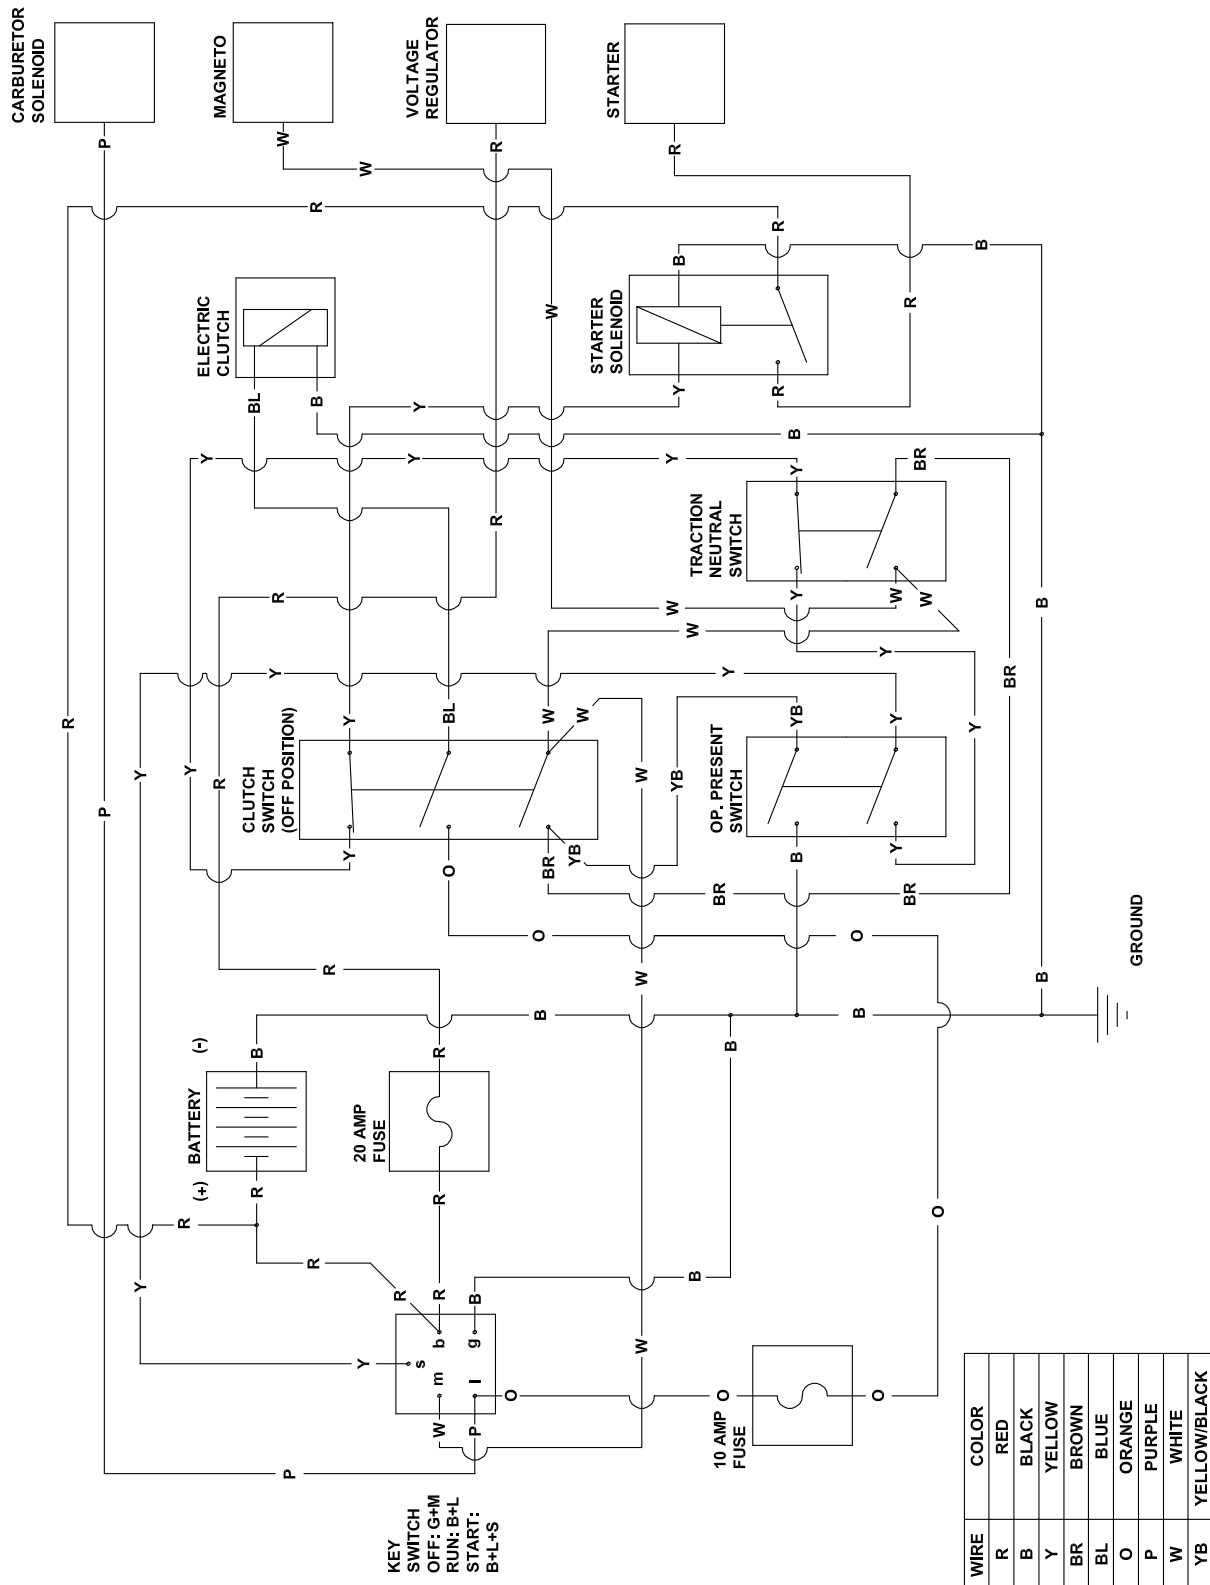 CARBURETOR
SOLENOID
MAGNETO
VOLTAGE
REGULATOR
STARTER
P
W
R
R
W
R
R
B
B
ELECTRIC
CLUTCH
STARTER
SOLENOID
W
R
BL
B
Y
Y
R
B
Y
Y
Y
Y
BR
R
TRACTION
NEUTRAL
SWITCH
R
W
Y
W
W
B
W
Y
Y
Y
BR
R
CLUTCH
SWITCH
(OFF POSITION)
Y
BL
W
W
YB
Y
Y
OP. PRESENT
SWITCH
Y
Y
R
W
YB
P
Y
O
BR
YB
B
Y
BR
BR
GROUND
R
O
W
O
B
B
B
B
B
B
R
(-)
BATTERY
(+)
20 AMP
FUSE
R
R
R
O
R
Y
R
R
B
B
s
m
b
l
g
Y
W
P
O
W
O
O
10 AMP
FUSE
P
KEY
SWITCH
OFF: G+M
RUN: B+L
START:
B+L+S
WIRE COLOR
R RED
B BLACK
Y YELLOW
BR BROWN
BL BLUE
O ORANGE
P PURPLE
W WHITE
YB YELLOW/BLACK